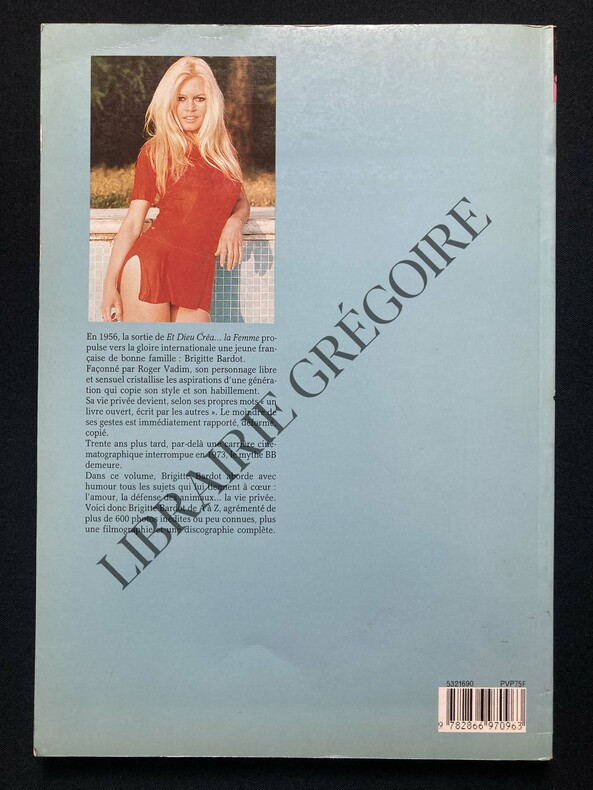 En 1956, la sortie de Et Dieu Créa... la Femme pro-
pulse vers la gloire internationale une jeune fran-
çaise de bonne famille : Brigitte Bardot.
Façonné par Roger Vadim, son personnage libre
et sensuel cristallise les aspirations d'une généra-
tion qui copie son style et son habillement.
Sa vie privée devient, selon ses propres mots « un
livre ouvert, écrit par les autres ». Le moindre de
ses gestes est immédiatement rapporté, déformé,
copié.
Trente ans plus tard, par-delà une carrière ciné-
matographique interrompue en 1973, le mythe BB
demeure.
Dans ce volume, Brigitte Bardot aborde avec
humour tous les sujets qui lui tiennent à cœur :
l'amour, la défense des animaux... la vie privée.
Voici donc Brigitte Bardot de A à Z, agrémenté de
plus de 600 photos inédites ou peu connues, plus
une filmographie et une discographie complète.
LIBRAIRIE GRÉGOIRE
5321690 PVP75F
9 782866 970963